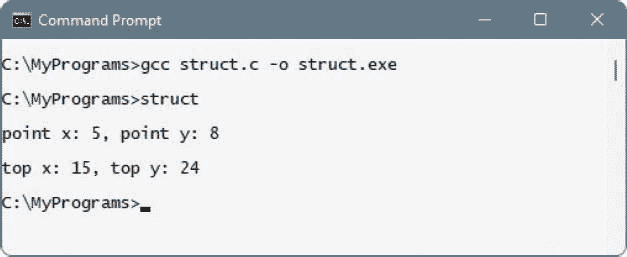 Command Prompt
C:\MyPrograms>gcc struct.c -o struct.exe
C:\MyPrograms>struct
point x: 5, point y: 8
top x: 15, top y: 24
C:\MyPrograms>